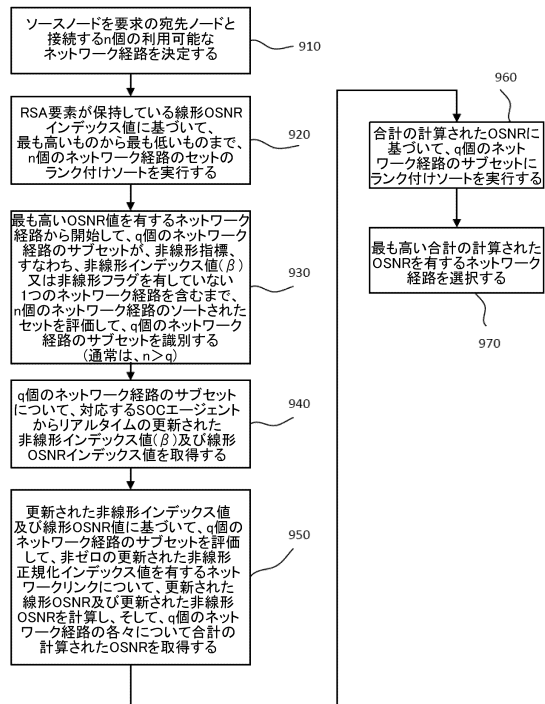 ソースノードを要求の宛先ノードと
接続するn個の利用可能な
ネットワーク経路を決定する
910
RSA要素が保持している線形OSNR
インデックス値に基づいて、
最も高いものから最も低いものまで、
n個のネットワーク経路のセットの
ランク付けソートを実行する
920
最も高いOSNR値を有するネットワーク
経路から開始して、q個のネットワーク
経路のサブセットが、非線形指標、
すなわち、非線形インデックス値(β)
又は非線形フラグを有していない
1つのネットワーク経路を含むまで、
n個のネットワーク経路のソートされた
セットを評価して、q個のネットワーク
経路のサブセットを識別する
(通常は、n>q)
930
q個のネットワーク経路のサブセット
について、対応するSOCエージェント
からリアルタイムの更新された
非線形インデックス値(β)及び線形
OSNRインデックス値を取得する
940
更新された非線形インデックス値
及び線形OSNR値に基づいて、q個の
ネットワーク経路のサブセットを評価
して、非ゼロの更新された非線形
正規化インデックス値を有するネット
ワークリンクについて、更新された
線形OSNR及び更新された非線形
OSNRを計算し、そして、q個のネット
ワーク経路の各々について合計の
計算されたOSNRを取得する
950
960
合計の計算されたOSNRに
基づいて、q個のネット
ワーク経路のサブセットに
ランク付けソートを実行する
最も高い合計の計算された
OSNRを有するネットワーク
経路を選択する
970